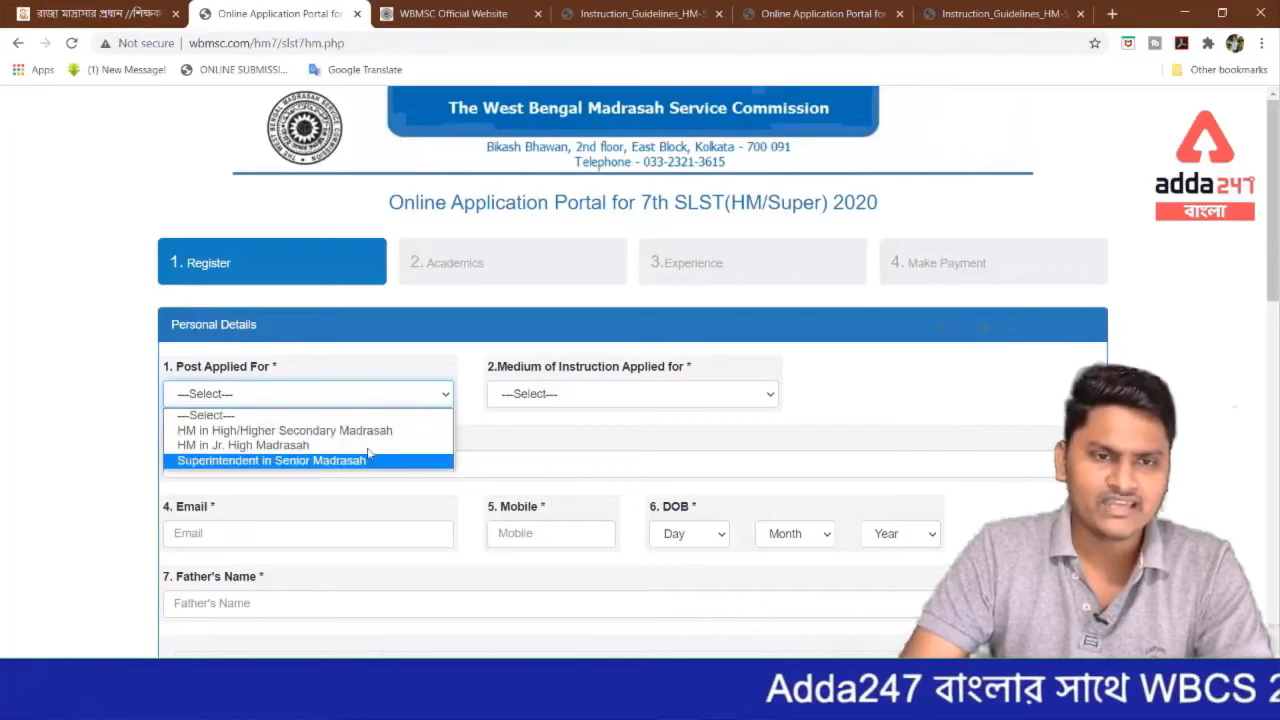 রাজ্য মাদ্রাসার প্রধান //শিক্ষক
Online Application Portal for
WBMSC Official Website
Instruction_Guidelines_HM-S
Online Application Portal for
Instruction_Guidelines_HM-S
Not secure
wbmsc.com/hm7/slst7hm.php
Apps
(1) New Message!
ONLINE SUBMISSI...
Google Translate
Other bookmarks
The West Bengal Madrasah Service Commission
Bikash Bhawan, 2nd floor, East Block, Kolkata - 700 091
Telephone - 033-2321-3615
adda247
বাংলা
Online Application Portal for 7th SLST(HM/Super) 2020
1. Register
2. Academics
3.Experience
4. Make Payment
Personal Details
1. Post Applied For *
2.Medium of Instruction Applied for *
---Select---
---Select---
---Select---
HM in High/Higher Secondary Madrasah
HM in Jr. High Madrasah
Superintendent in Senior Madrasah
4. Email *
5. Mobile *
6. DOB *
Email
Mobile
Day
Month
Year
7. Father's Name *
Father's Name
Adda247 বাংলার সাথে WBCS 2